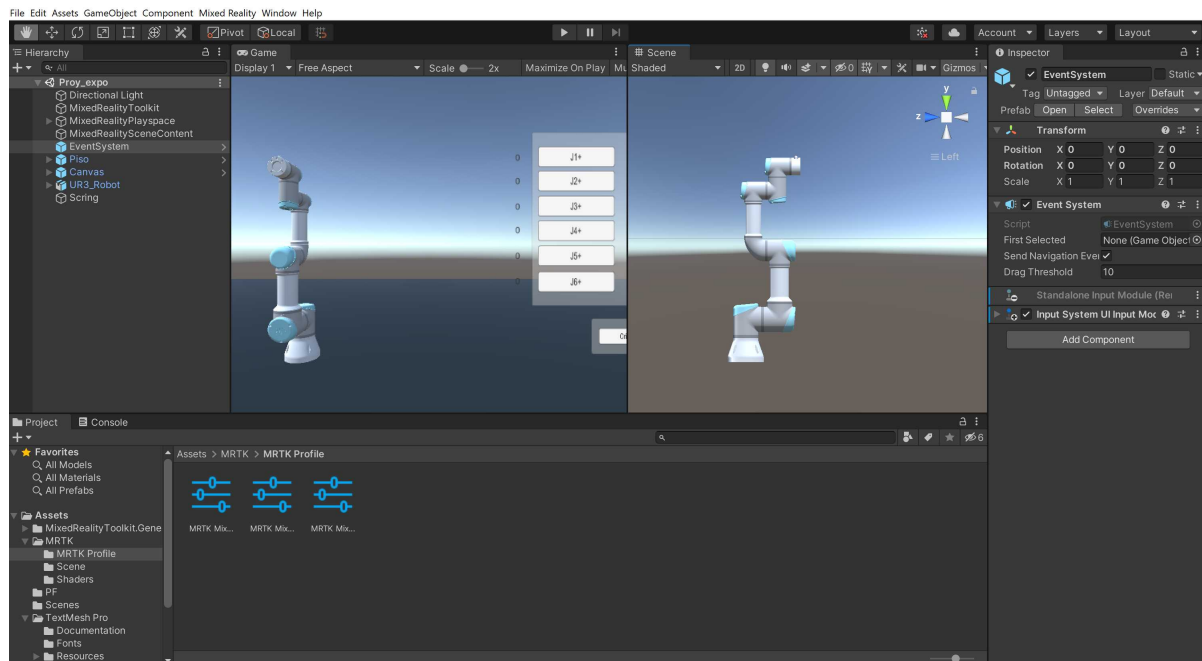 File Edit Assets GameObject Component Mixed Reality Window Help
Pivot Local Account Layers Layout
Hierarchy
All
Proy_expo
Directional Light
MixedRealityToolkit
MixedRealityPlayspace
MixedRealitySceneContent
EventSystem
Piso
Canvas
UR3_Robot
Scring
Game
Display 1 Free Aspect Scale 2x Maximize On Play Mu
0 J1+
0 J2+
0 J3+
0 J4+
0 J5+
0 J6+
Scene
Shaded 2D 0 Gizmos
y
z
Left
Inspector
EventSystem Static
Tag Untagged Layer Default
Prefab Open Select Overrides
Transform
Position X 0 Y 0 Z 0
Rotation X 0 Y 0 Z 0
Scale X 1 Y 1 Z 1
Event System
Script EventSystem
First Selected None (Game Object
Send Navigation Ever
Drag Threshold 10
Standalone Input Module (Re
Input System UI Input Moc
Add Component
Project Console
6
Favorites
All Models
All Materials
All Prefabs
Assets
MixedRealityToolkit.Gene
MRTK
MRTK Profile
Scene
Shaders
PF
Scenes
TextMesh Pro
Documentation
Fonts
Resources
Assets > MRTK > MRTK Profile
MRTK Mix... MRTK Mix... MRTK Mix...